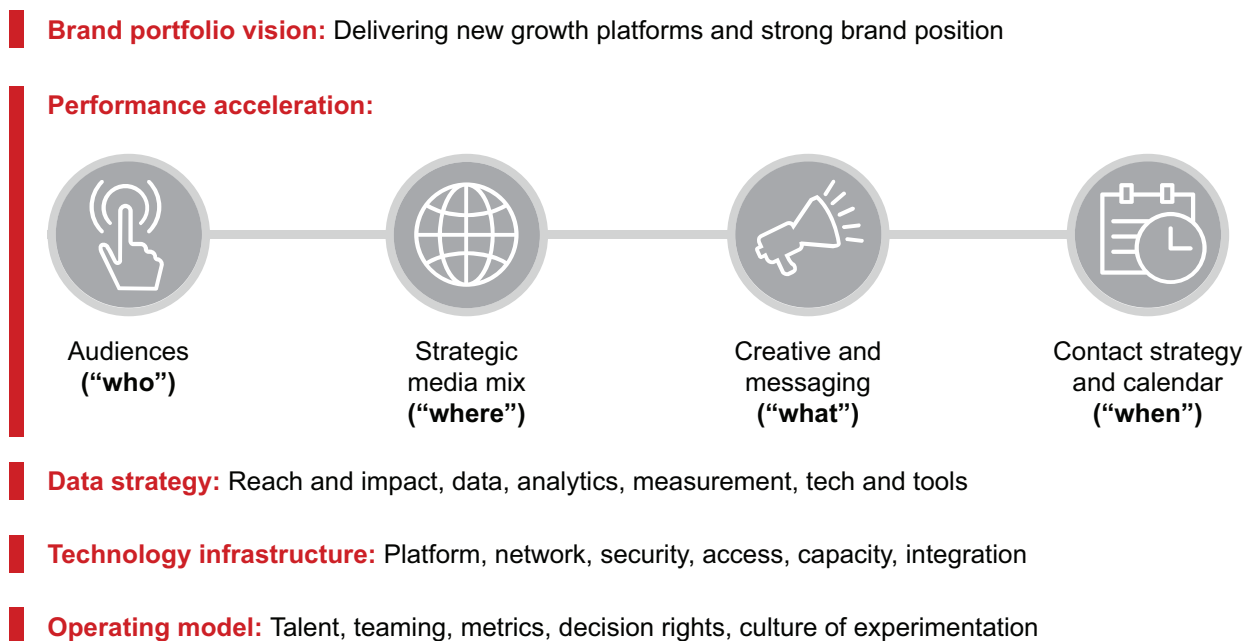 Brand portfolio vision: Delivering new growth platforms and strong brand position
Performance acceleration:
Audiences
(“who”)
Strategic
media mix
(“where”)
Creative and
messaging
(“what”)
Contact strategy
and calendar
(“when”)
Data strategy: Reach and impact, data, analytics, measurement, tech and tools
Technology infrastructure: Platform, network, security, access, capacity, integration
Operating model: Talent, teaming, metrics, decision rights, culture of experimentation